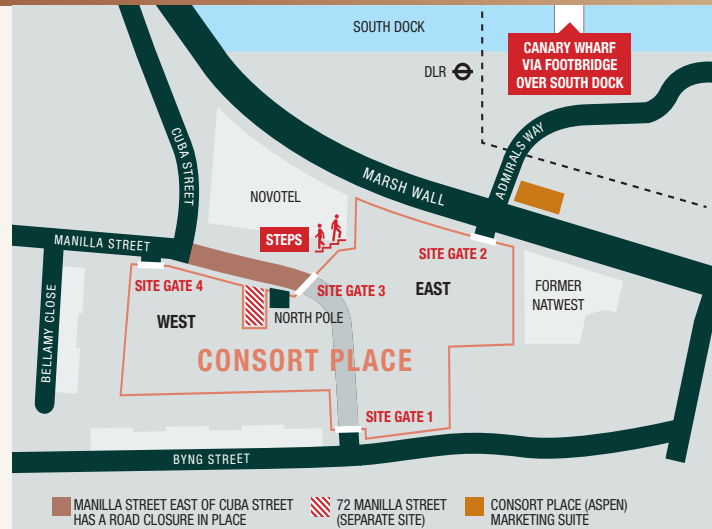 SOUTH DOCK
CANARY WHARF
VIA FOOTBRIDGE
OVER SOUTH DOCK
DLR
CUBA STREET
ADMIRALS WAY
MARSH WALL
NOVOTEL
MANILLA STREET
STEPS
SITE GATE 2
SITE GATE 4
SITE GATE 3
EAST
FORMER
NATWEST
BELLAMY CLOSE
WEST
NORTH POLE
CONSORT PLACE
SITE GATE 1
BYNG STREET
MANILLA STREET EAST OF CUBA STREET
HAS A ROAD CLOSURE IN PLACE
72 MANILLA STREET
(SEPARATE SITE)
CONSORT PLACE (ASPEN)
MARKETING SUITE